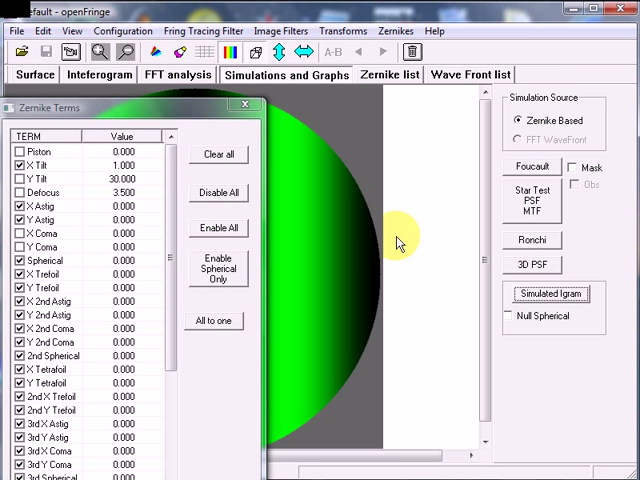 default - openFringe
File Edit View Configuration Fring Tracing Filter Image Filters Transforms Zernikes Help
A-B
Surface Inteferogram FFT analysis Simulations and Graphs Zernike list Wave Front list
Zernike Terms
TERM Value
Piston 0.000
X Tilt 1.000
Y Tilt 30.000
Defocus 3.500
X Astig 0.000
Y Astig 0.000
X Coma 0.000
Y Coma 0.000
Spherical 0.000
X Trefoil 0.000
Y Trefoil 0.000
X 2nd Astig 0.000
Y 2nd Astig 0.000
X 2nd Coma 0.000
Y 2nd Coma 0.000
2nd Spherical 0.000
X Tetrafoil 0.000
Y Tetrafoil 0.000
2nd X Trefoil 0.000
2nd Y Trefoil 0.000
3rd X Astig 0.000
3rd Y Astig 0.000
3rd X Coma 0.000
3rd Y Coma 0.000
3rd Spherical 0.000
Clear all
Disable All
Enable All
Enable
Spherical
Only
All to one
Simulation Source
Zernike Based
FFT WaveFront
Foucault
Mask
Obs
Star Test
PSF
MTF
Ronchi
3D PSF
Simulated Igram
Null Spherical